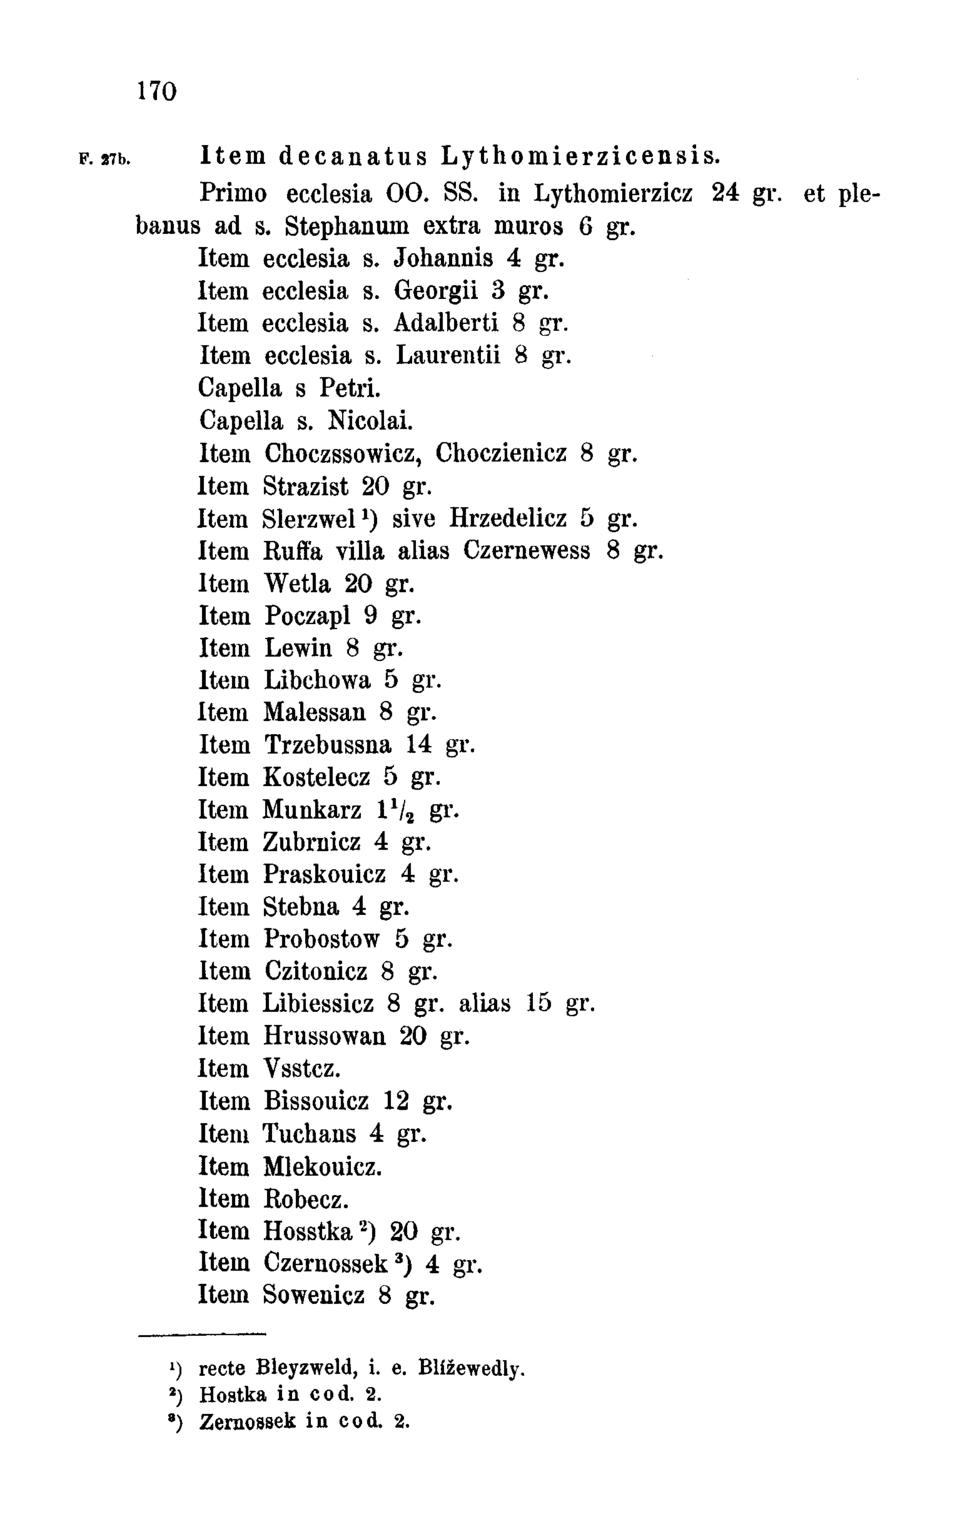 170
F. 27b. Item decanatus Lythomierzicensis.
Primo ecclesia OO. SS. in Lythomierzicz 24 gr. et ple-
banus ad s. Stephanum extra muros 6 gr.
Item ecclesia s. Johannis 4 gr.
Item ecclesia s. Georgii 3 gr.
Item ecclesia s. Adalberti 8 gr.
Item ecclesia s. Laurentii 8 gr.
Capella s Petri.
Capella s. Nicolai.
Item Choczssowicz, Choczienicz 8 gr.
Item Strazist 20 gr.
Item Slerzwel ¹) sive Hrzedelicz 5 gr.
Item Ruffa villa alias Czernewess 8 gr.
Item Wetla 20 gr.
Item Poczapl 9 gr.
Item Lewin 8 gr.
Item Libchowa 5 gr.
Item Malessan 8 gr.
Item Trzebussna 14 gr.
Item Kostelecz 5 gr.
Item Munkarz 1¹/₂ gr.
Item Zubrnicz 4 gr.
Item Praskouicz 4 gr.
Item Stebna 4 gr.
Item Probostow 5 gr.
Item Czitonicz 8 gr.
Item Libiessicz 8 gr. alias 15 gr.
Item Hrussowan 20 gr.
Item Vsstcz.
Item Bissouicz 12 gr.
Item Tuchans 4 gr.
Item Mlekouicz.
Item Robecz.
Item Hosstka ²) 20 gr.
Item Czernossek ³) 4 gr.
Item Sowenicz 8 gr.
¹) recte Bleyzweld, i. e. Blížewedly.
²) Hostka in cod. 2.
³) Zernossek in cod. 2.